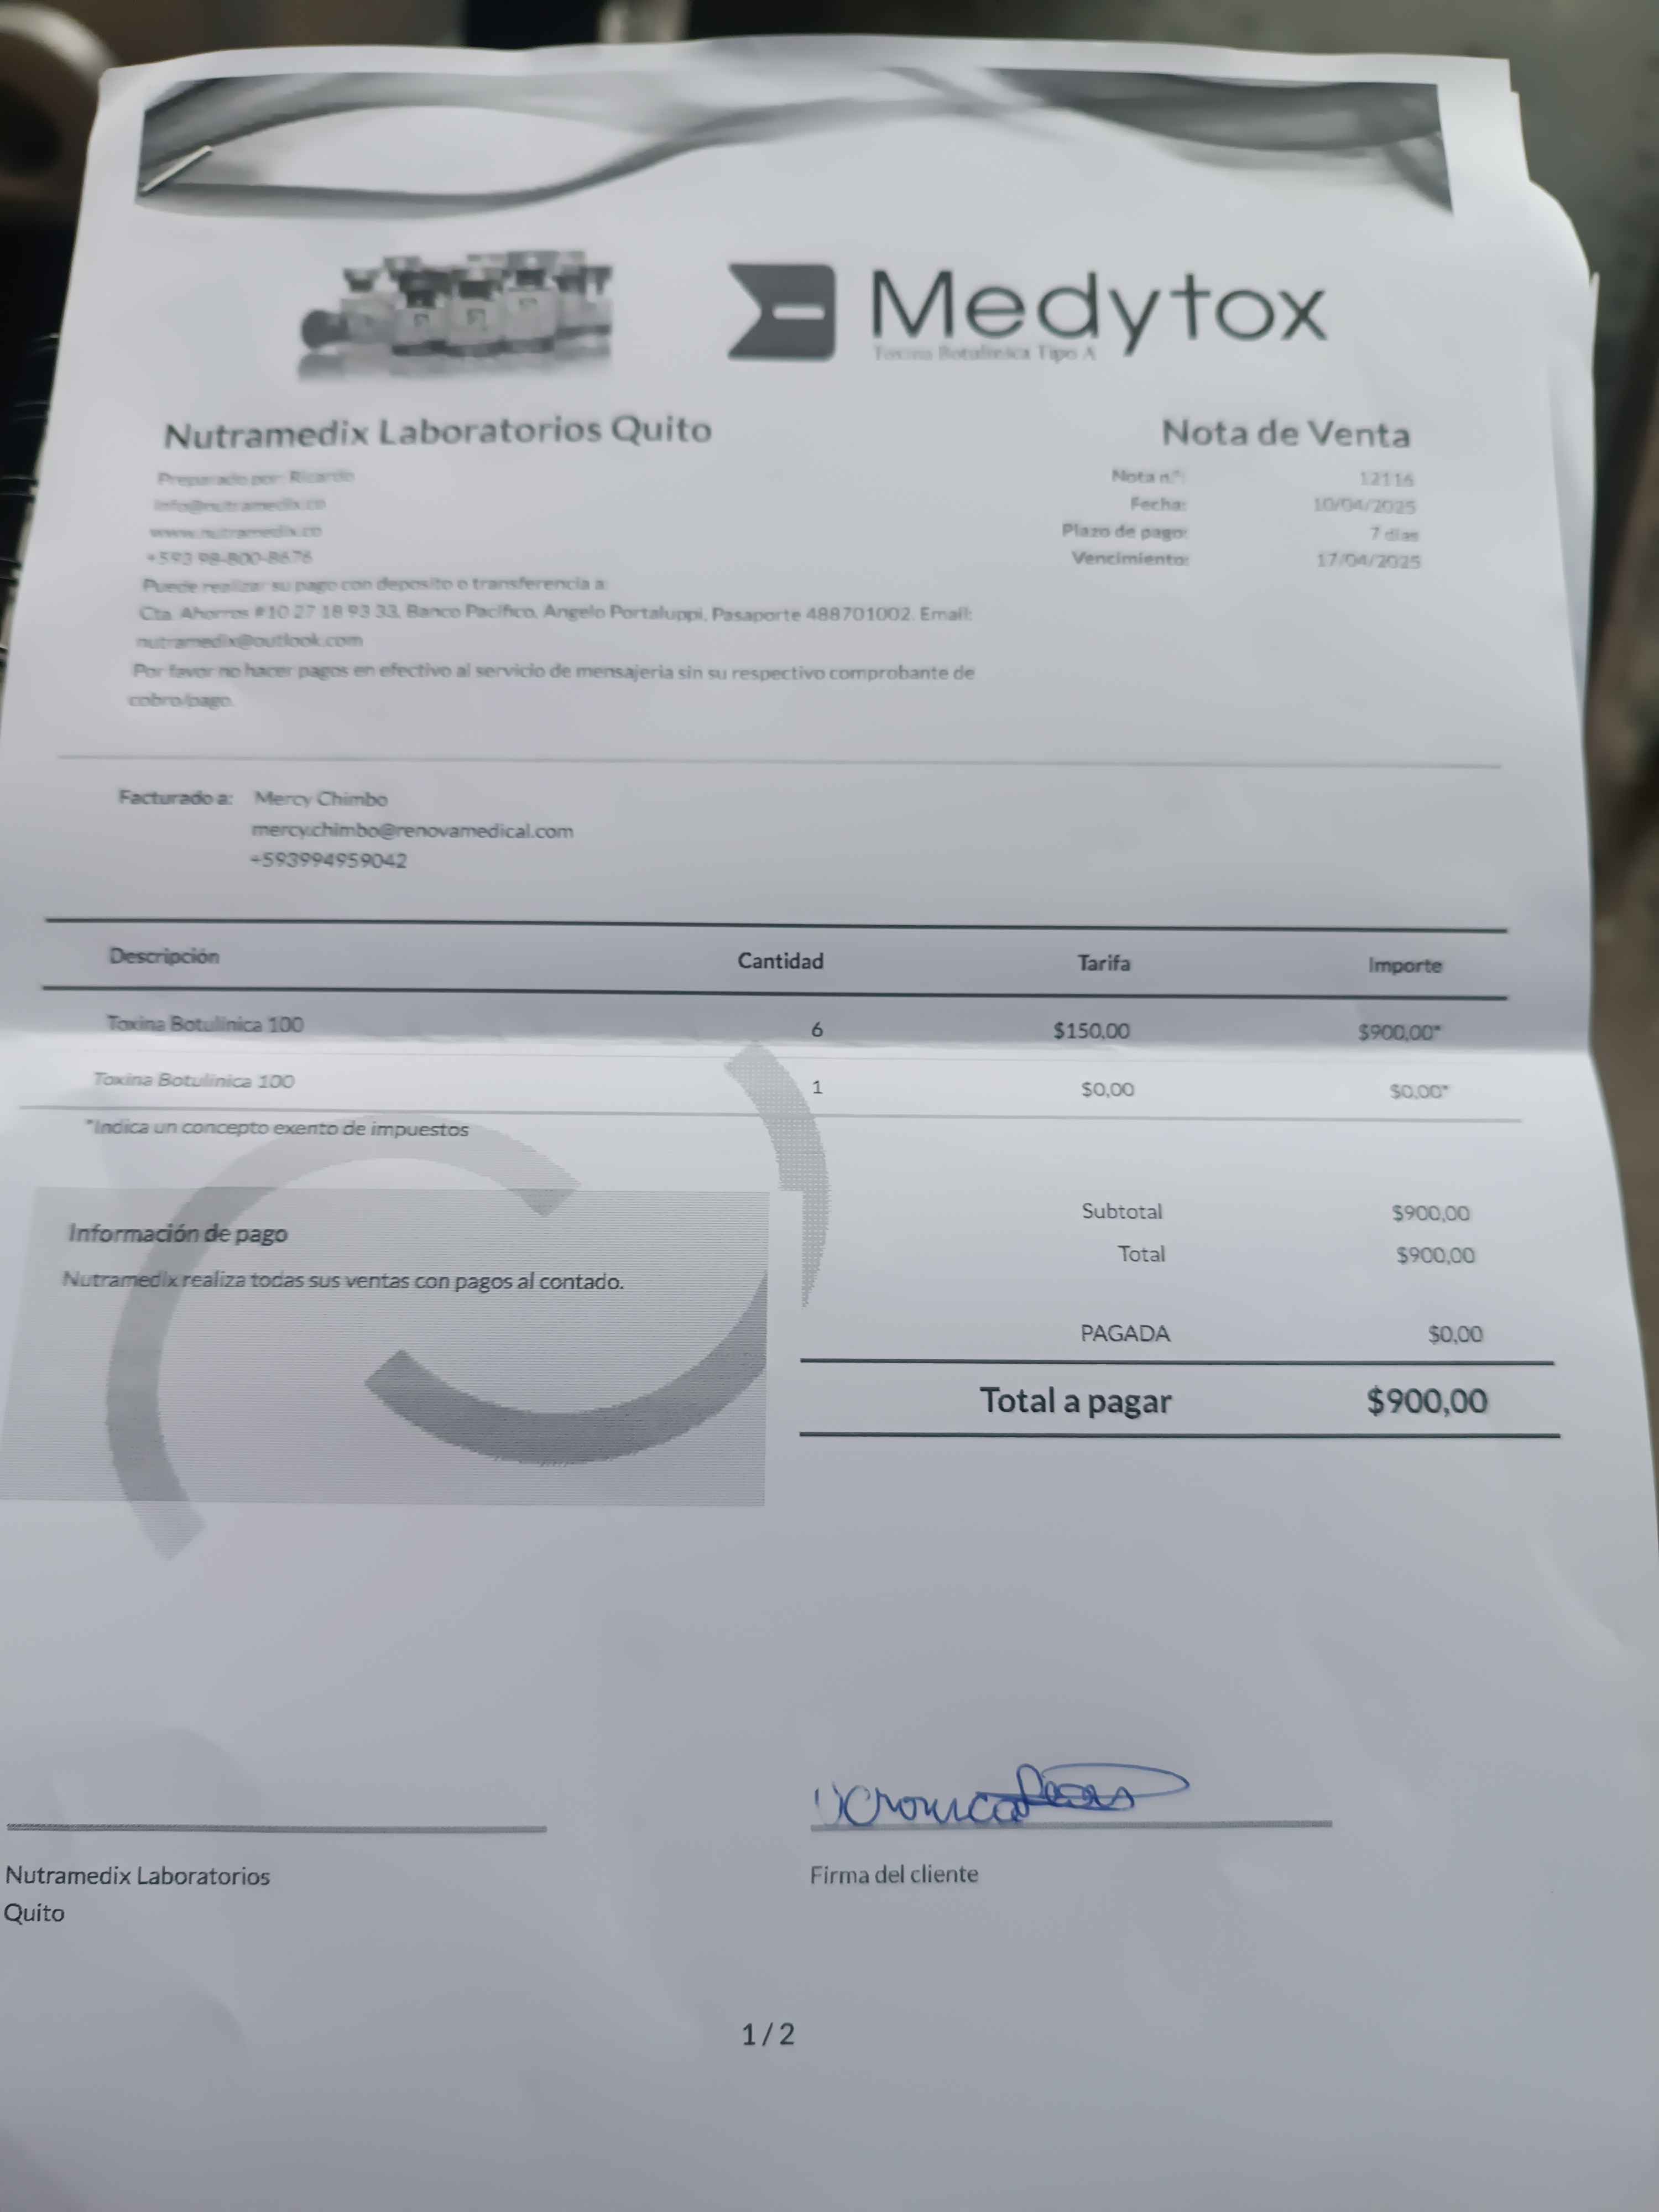 Medytox
Toxina Botulínica Tipo A
Nutramedix Laboratorios Quito
Nota de Venta
Preparado por: Ricardo
info@nutramedix.co
www.nutramedix.co
+593 98-800-8676
Puede realizar su pago con deposito o transferencia a:
Cta. Ahorros #10 27 18 93 33, Banco Pacífico, Angelo Portaluppi, Pasaporte 488701002. Email:
nutramedix@outlook.com
Por favor no hacer pagos en efectivo al servicio de mensajeria sin su respectivo comprobante de
cobro/pago.
Nota n.º: 12116
Fecha: 10/04/2025
Plazo de pago: 7 días
Vencimiento: 17/04/2025
Facturado a: Mercy Chimbo
mercy.chimbo@renovamedical.com
+593994959042
Descripción Cantidad Tarifa Importe
Toxina Botulínica 100 6 $150,00 $900,00*
Toxina Botulínica 100 1 $0,00 $0,00*
*Indica un concepto exento de impuestos
Información de pago
Nutramedix realiza todas sus ventas con pagos al contado.
Subtotal $900,00
Total $900,00
PAGADA $0,00
Total a pagar $900,00
Veronica
Nutramedix Laboratorios
Quito
Firma del cliente
1 / 2